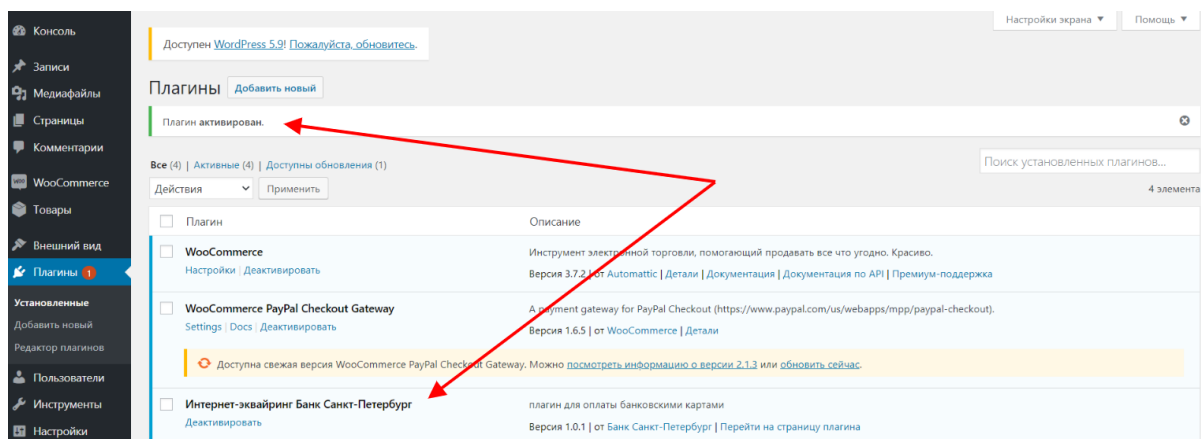 Консоль
Записи
Медиафайлы
Страницы
Комментарии
WooCommerce
Товары
Внешний вид
Плагины 1
Установленные
Добавить новый
Редактор плагинов
Пользователи
Инструменты
Настройки
Настройки экрана ▼ Помощь ▼
Доступен WordPress 5.9! Пожалуйста, обновитесь.
Плагины Добавить новый
Плагин активирован.
Все (4) | Активные (4) | Доступны обновления (1)
Поиск установленных плагинов...
Действия Применить
4 элемента
Плагин Описание
WooCommerce
Настройки | Деактивировать
Инструмент электронной торговли, помогающий продавать все что угодно. Красиво.
Версия 3.7.2 | от Automattic | Детали | Документация | Документация по API | Премиум-поддержка
WooCommerce PayPal Checkout Gateway
Settings | Docs | Деактивировать
A payment gateway for PayPal Checkout (https://www.paypal.com/us/webapps/mpp/paypal-checkout).
Версия 1.6.5 | от WooCommerce | Детали
Доступна свежая версия WooCommerce PayPal Checkout Gateway. Можно посмотреть информацию о версии 2.1.3 или обновить сейчас.
Интернет-эквайринг Банк Санкт-Петербург
Деактивировать
плагин для оплаты банковскими картами
Версия 1.0.1 | от Банк Санкт-Петербург | Перейти на страницу плагина